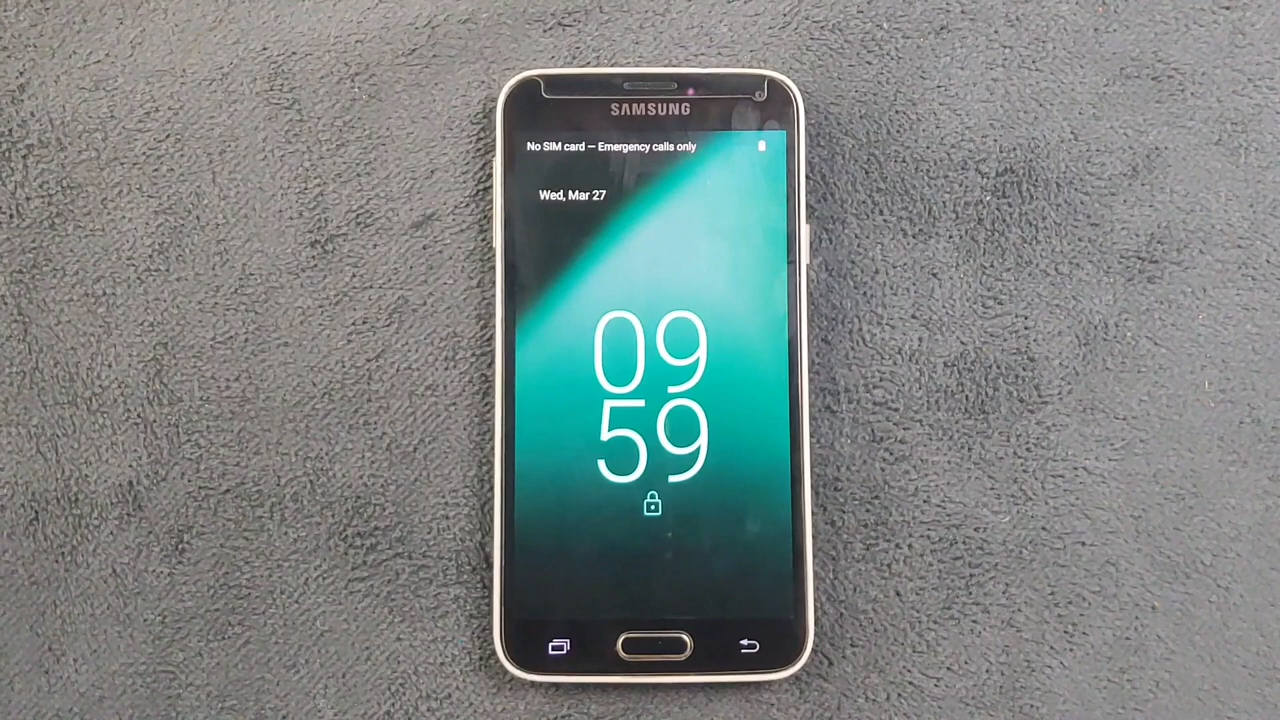 SAMSUNG
No SIM card — Emergency calls only
Wed, Mar 27
09
59